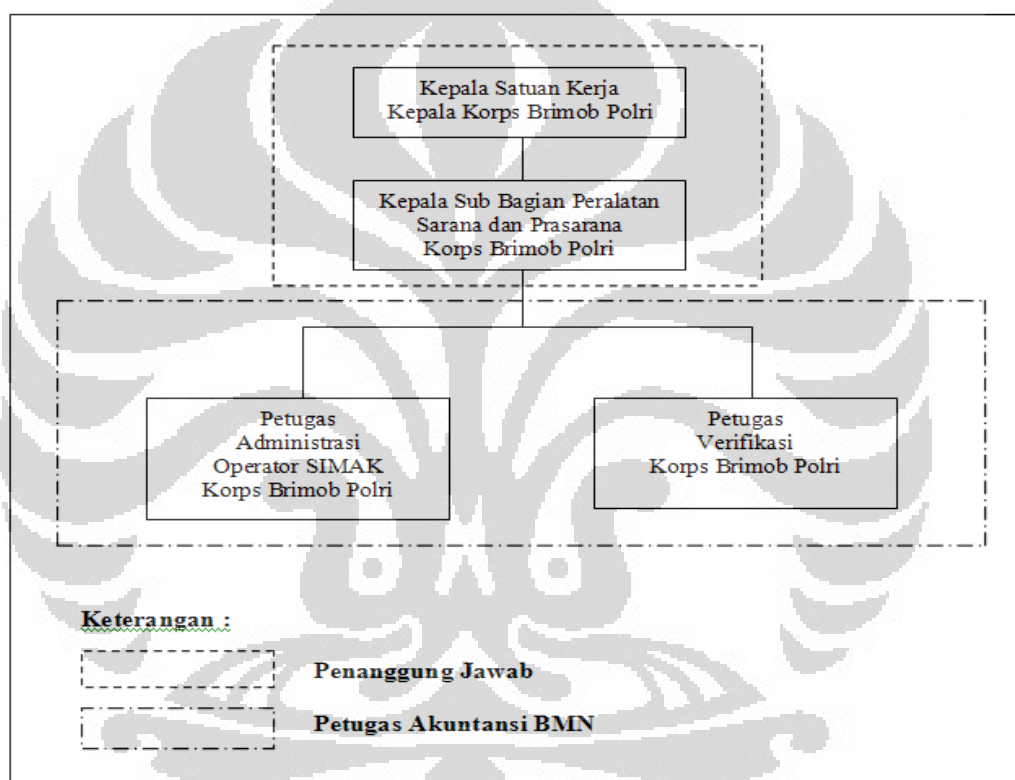 Kepala Satuan Kerja
Kepala Korps Brimob Polri
Kepala Sub Bagian Peralatan
Sarana dan Prasarana
Korps Brimob Polri
Petugas
Administrasi
Operator SIMAK
Korps Brimob Polri
Petugas
Verifikasi
Korps Brimob Polri
Keterangan :
Penanggung Jawab
Petugas Akuntansi BMN